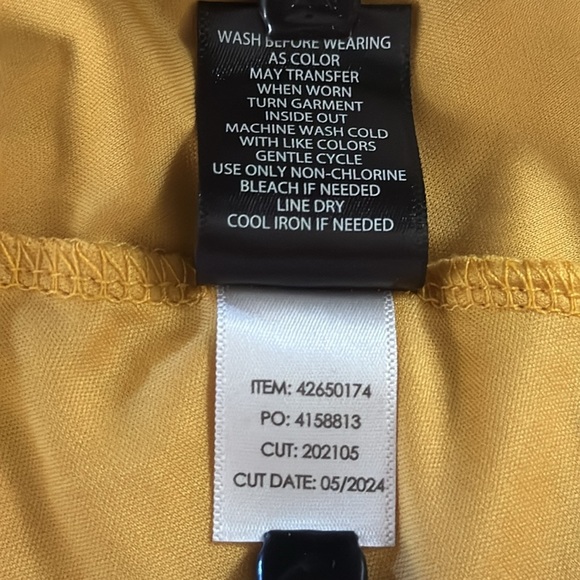 WASH BEFORE WEARING
AS COLOR
MAY TRANSFER
WHEN WORN
TURN GARMENT
INSIDE OUT
MACHINE WASH COLD
WITH LIKE COLORS
GENTLE CYCLE
USE ONLY NON-CHLORINE
BLEACH IF NEEDED
LINE DRY
COOL IRON IF NEEDED
ITEM: 42650174
PO: 4158813
CUT: 202105
CUT DATE: 05/2024